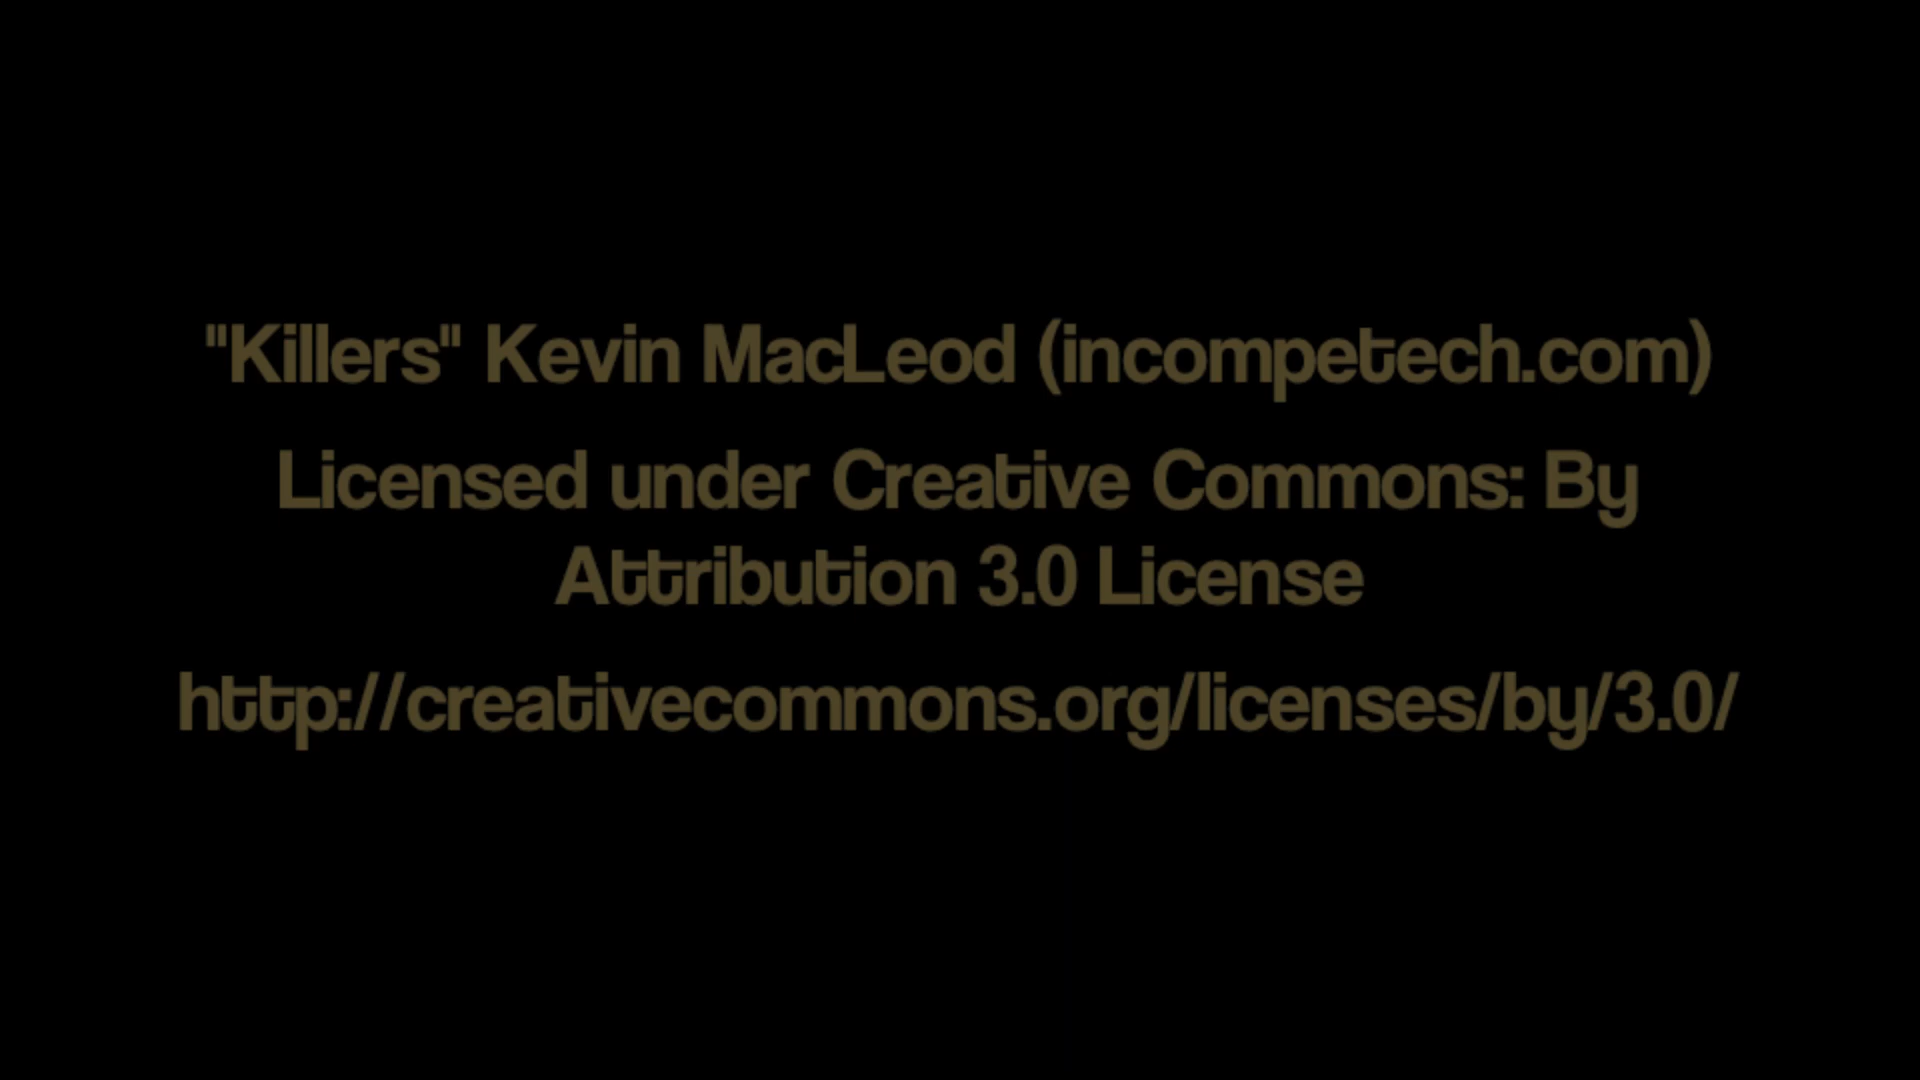 "Killers" Kevin MacLeod (incompetech.com)
Licensed under Creative Commons: By
Attribution 3.0 License
http://creativecommons.org/licenses/by/3.0/